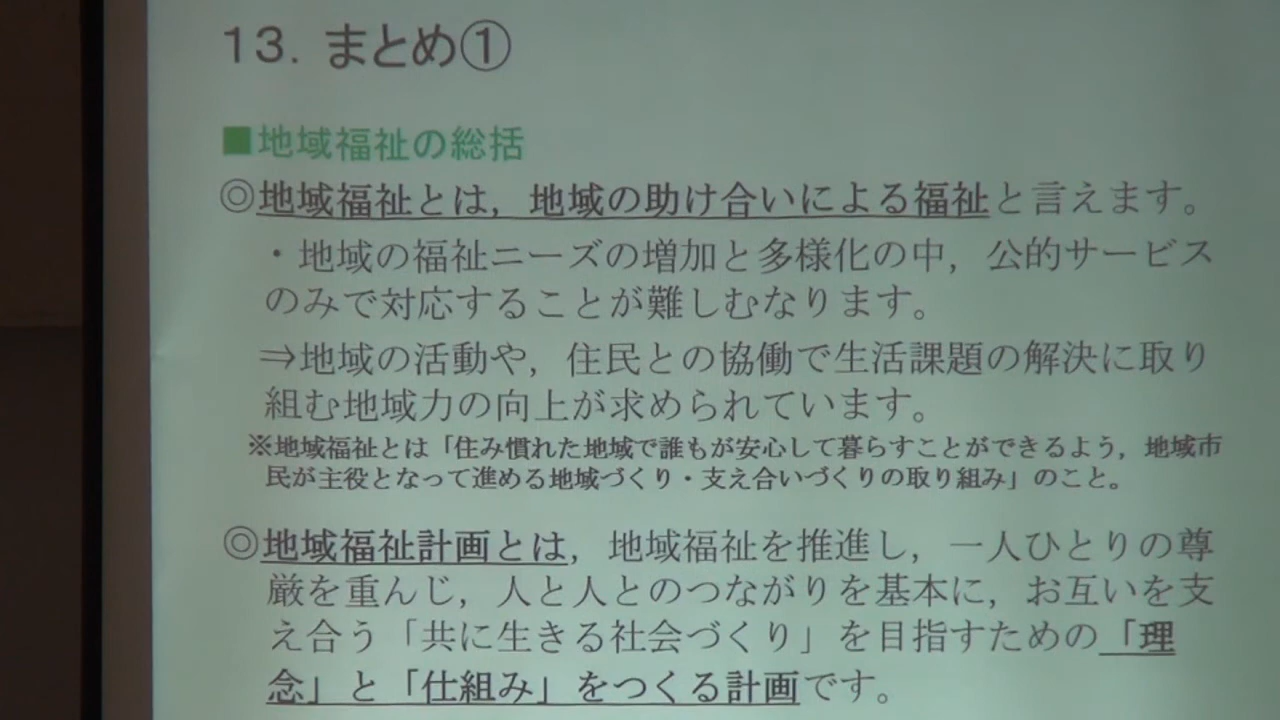 13. まとめ①
■地域福祉の総括
◎地域福祉とは，地域の助け合いによる福祉と言えます。
・地域の福祉ニーズの増加と多様化の中，公的サービス
のみで対応することが難しむなります。
⇒地域の活動や，住民との協働で生活課題の解決に取り
組む地域力の向上が求められています。
※地域福祉とは「住み慣れた地域で誰もが安心して暮らすことができるよう，地域市
民が主役となって進める地域づくり・支え合いづくりの取り組み」のこと。
◎地域福祉計画とは，地域福祉を推進し，一人ひとりの尊
厳を重んじ，人と人とのつながりを基本に，お互いを支
え合う「共に生きる社会づくり」を目指すための「理
念」と「仕組み」をつくる計画です。